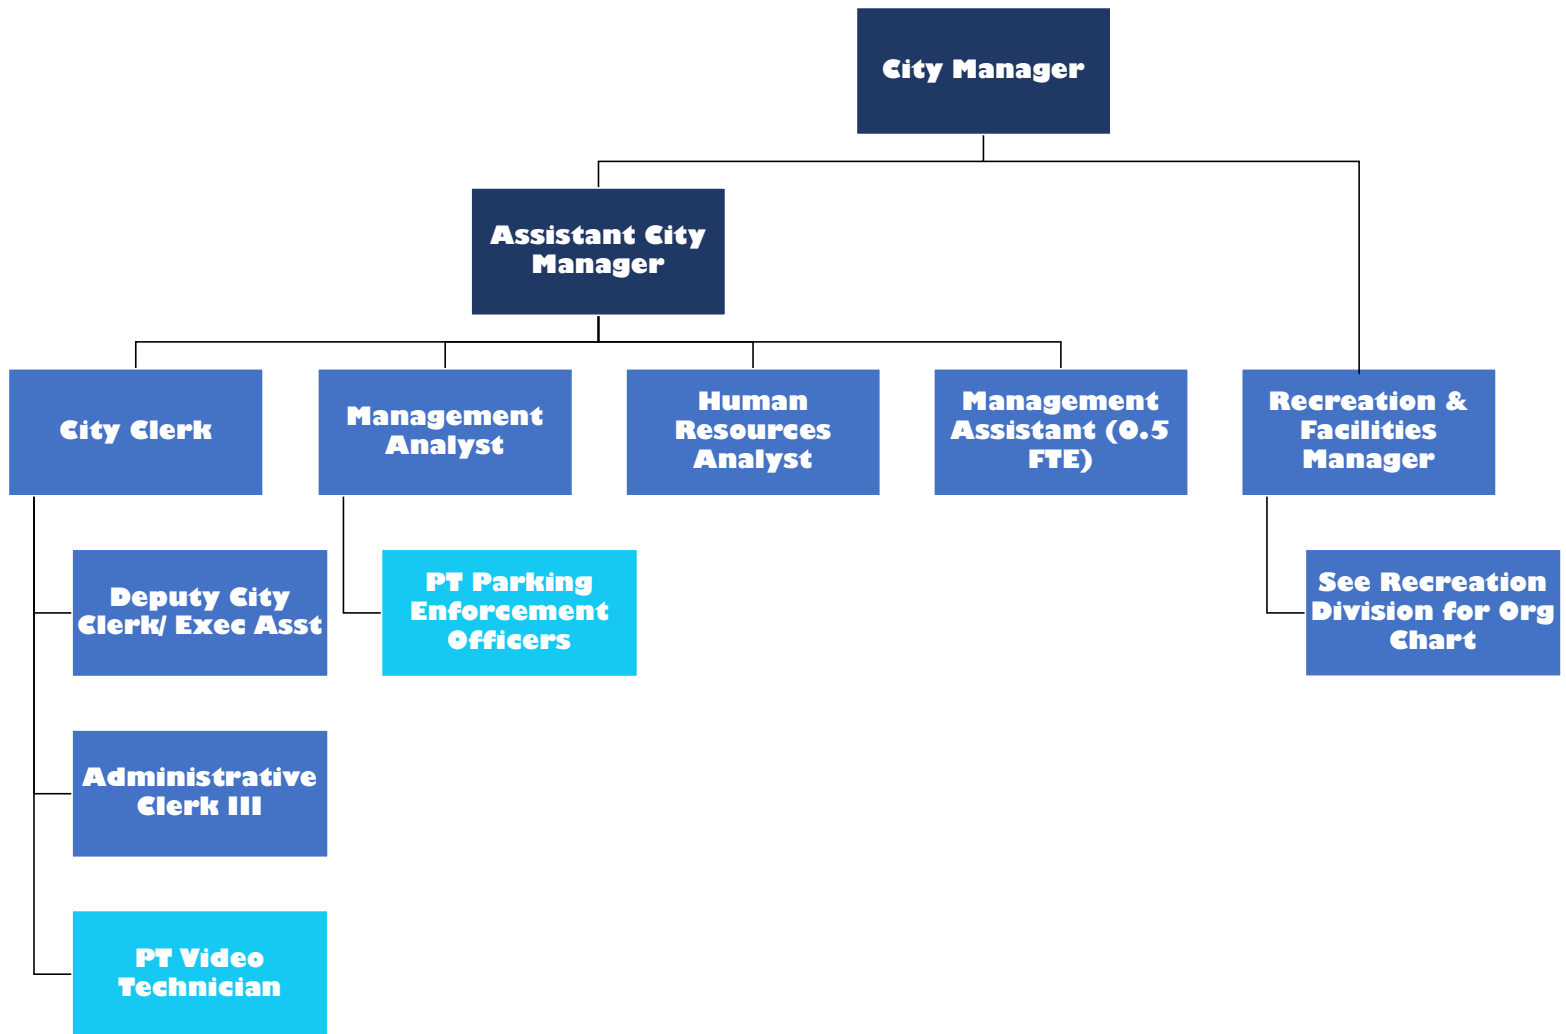 City Manager
Assistant City
Manager
City Clerk
Management
Analyst
Human
Resources
Analyst
Management
Assistant (0.5
FTE)
Recreation &
Facilities
Manager
Deputy City
Clerk/ Exec Asst
PT Parking
Enforcement
Officers
See Recreation
Division for Org
Chart
Administrative
Clerk III
PT Video
Technician